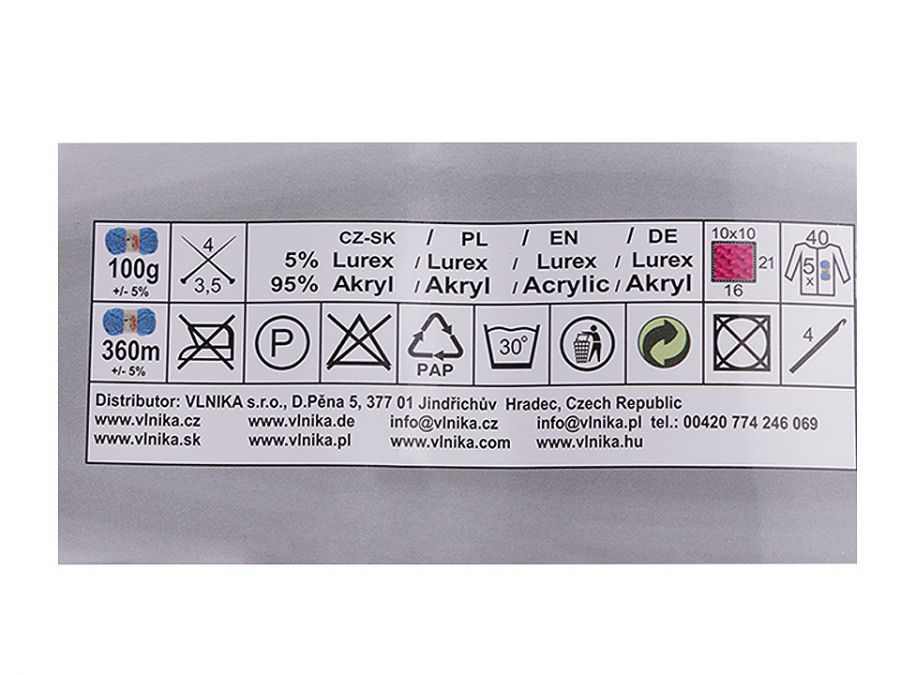 100g
+/- 5%
4
3,5
CZ-SK / PL / EN / DE
5% Lurex / Lurex / Lurex / Lurex
95% Akryl / Akryl / Acrylic / Akryl
10x10
21
16
40
5
x
360m
+/- 5%
P
PAP
30°
4
Distributor: VLNIKA s.r.o., D.Pěna 5, 377 01 Jindřichův Hradec, Czech Republic
www.vlnika.cz www.vlnika.de info@vlnika.cz info@vlnika.pl tel.: 00420 774 246 069
www.vlnika.sk www.vlnika.pl www.vlnika.com www.vlnika.hu